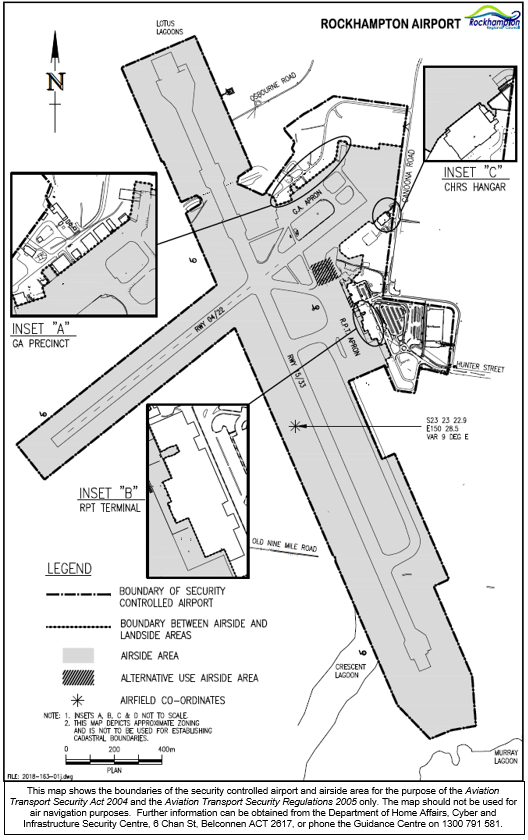 ROCKHAMPTON AIRPORT
Rockhampton
Regional Council
LOTUS
LAGOONS
N
OSBOURNE ROAD
CANOONA ROAD
INSET "C"
CHRS HANGAR
G.A. APRON
INSET "A"
GA PRECINCT
RWY 04/22
R.P.T. APRON
RWY 15/33
HUNTER STREET
S23 23 22.9
E150 28.5
VAR 9 DEG E
INSET "B"
RPT TERMINAL
OLD NINE MILE ROAD
LEGEND
BOUNDARY OF SECURITY
CONTROLLED AIRPORT
BOUNDARY BETWEEN AIRSIDE AND
LANDSIDE AREAS
AIRSIDE AREA
ALTERNATIVE USE AIRSIDE AREA
AIRFIELD CO-ORDINATES
NOTE: 1. INSETS A, B, C & D NOT TO SCALE.
2. THIS MAP DEPICTS APPROXIMATE ZONING
AND IS NOT TO BE USED FOR ESTABLISHING
CADASTRAL BOUNDARIES.
0 200 400m
PLAN
CRESCENT
LAGOON
MURRAY
LAGOON
FILE: 2018-163-01j.dwg
This map shows the boundaries of the security controlled airport and airside area for the purpose of the Aviation
Transport Security Act 2004 and the Aviation Transport Security Regulations 2005 only. The map should not be used for
air navigation purposes. Further information can be obtained from the Department of Home Affairs, Cyber and
Infrastructure Security Centre, 6 Chan St, Belconnen ACT 2617, or phone the Guidance Centre on 1300 791 581.